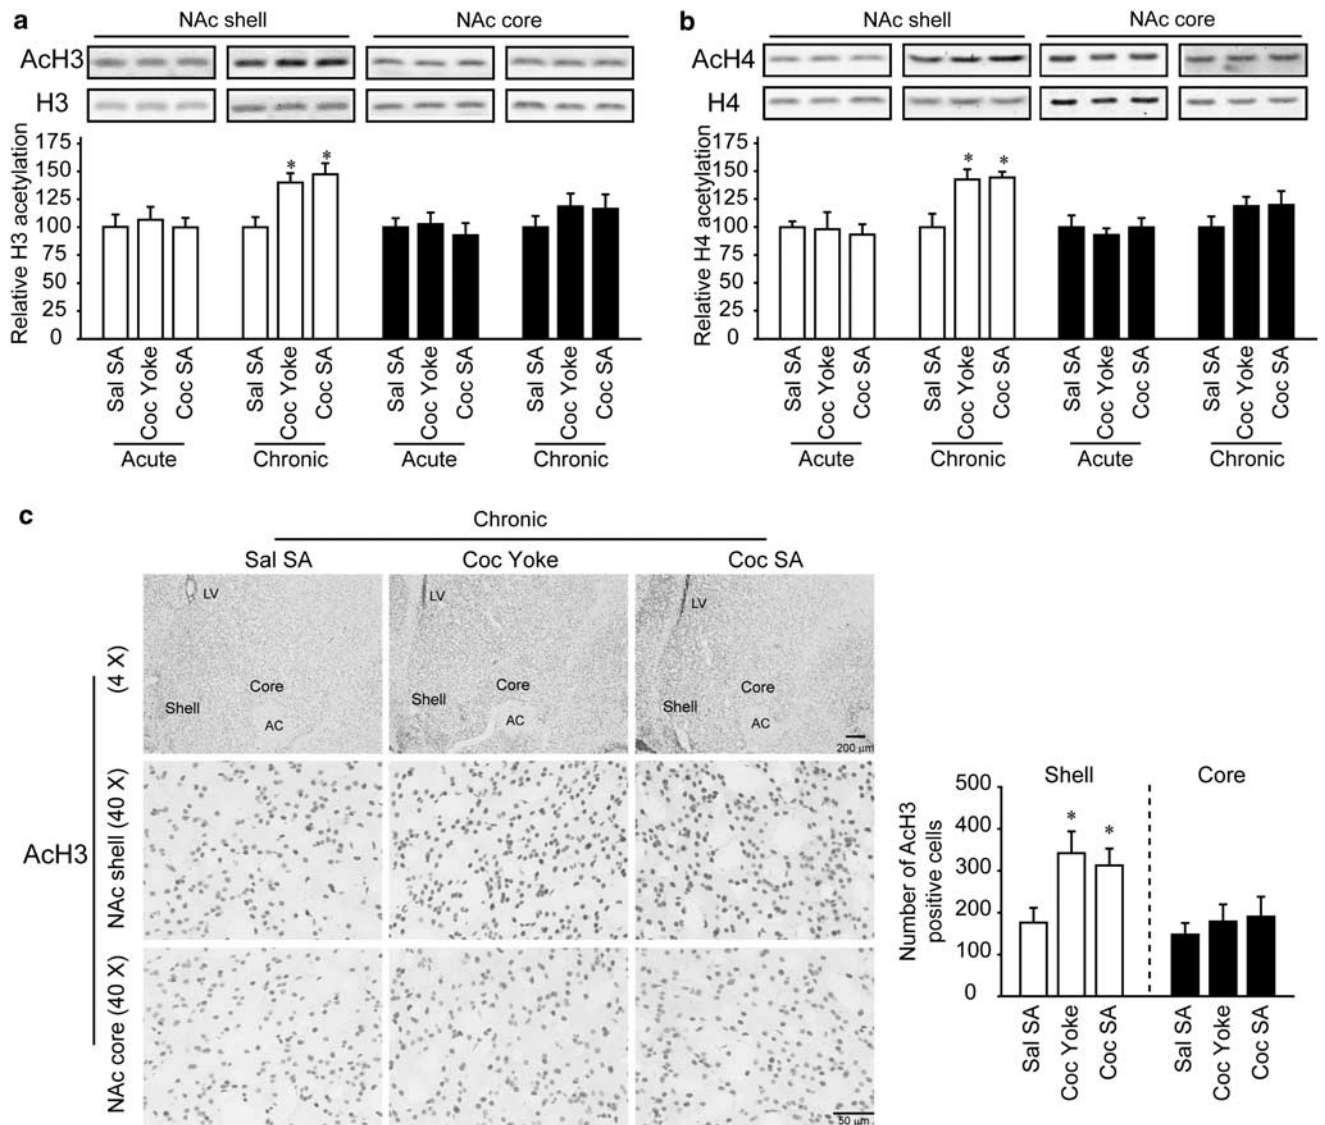 a
NAc shell
NAc core
AcH3
H3
Relative H3 acetylation
175
150
125
100
75
50
25
0
* *
Sal SA
Coc Yoke
Coc SA
Sal SA
Coc Yoke
Coc SA
Sal SA
Coc Yoke
Coc SA
Sal SA
Coc Yoke
Coc SA
Acute
Chronic
Acute
Chronic
b
NAc shell
NAc core
AcH4
H4
Relative H4 acetylation
175
150
125
100
75
50
25
0
* *
Sal SA
Coc Yoke
Coc SA
Sal SA
Coc Yoke
Coc SA
Sal SA
Coc Yoke
Coc SA
Sal SA
Coc Yoke
Coc SA
Acute
Chronic
Acute
Chronic
c
Chronic
Sal SA
Coc Yoke
Coc SA
AcH3
(4 X)
LV
Core
Shell
AC
LV
Core
Shell
AC
LV
Core
Shell
AC
200 µm
NAc shell (40 X)
NAc core (40 X)
50 µm
Shell
Core
Number of AcH3
positive cells
500
400
300
200
100
0
* *
Sal SA
Coc Yoke
Coc SA
Sal SA
Coc Yoke
Coc SA